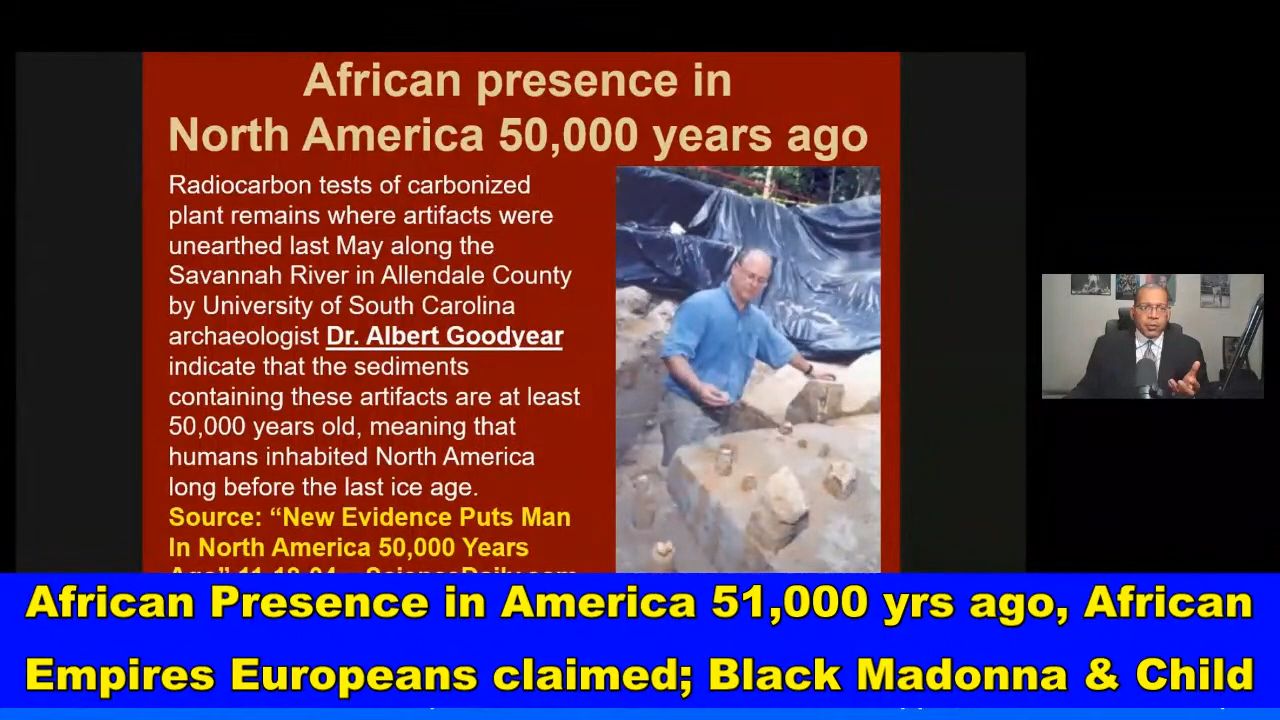 African presence in
North America 50,000 years ago
Radiocarbon tests of carbonized
plant remains where artifacts were
unearthed last May along the
Savannah River in Allendale County
by University of South Carolina
archaeologist Dr. Albert Goodyear
indicate that the sediments
containing these artifacts are at least
50,000 years old, meaning that
humans inhabited North America
long before the last ice age.
Source: “New Evidence Puts Man
In North America 50,000 Years
African Presence in America 51,000 yrs ago, African
Empires Europeans claimed; Black Madonna & Child